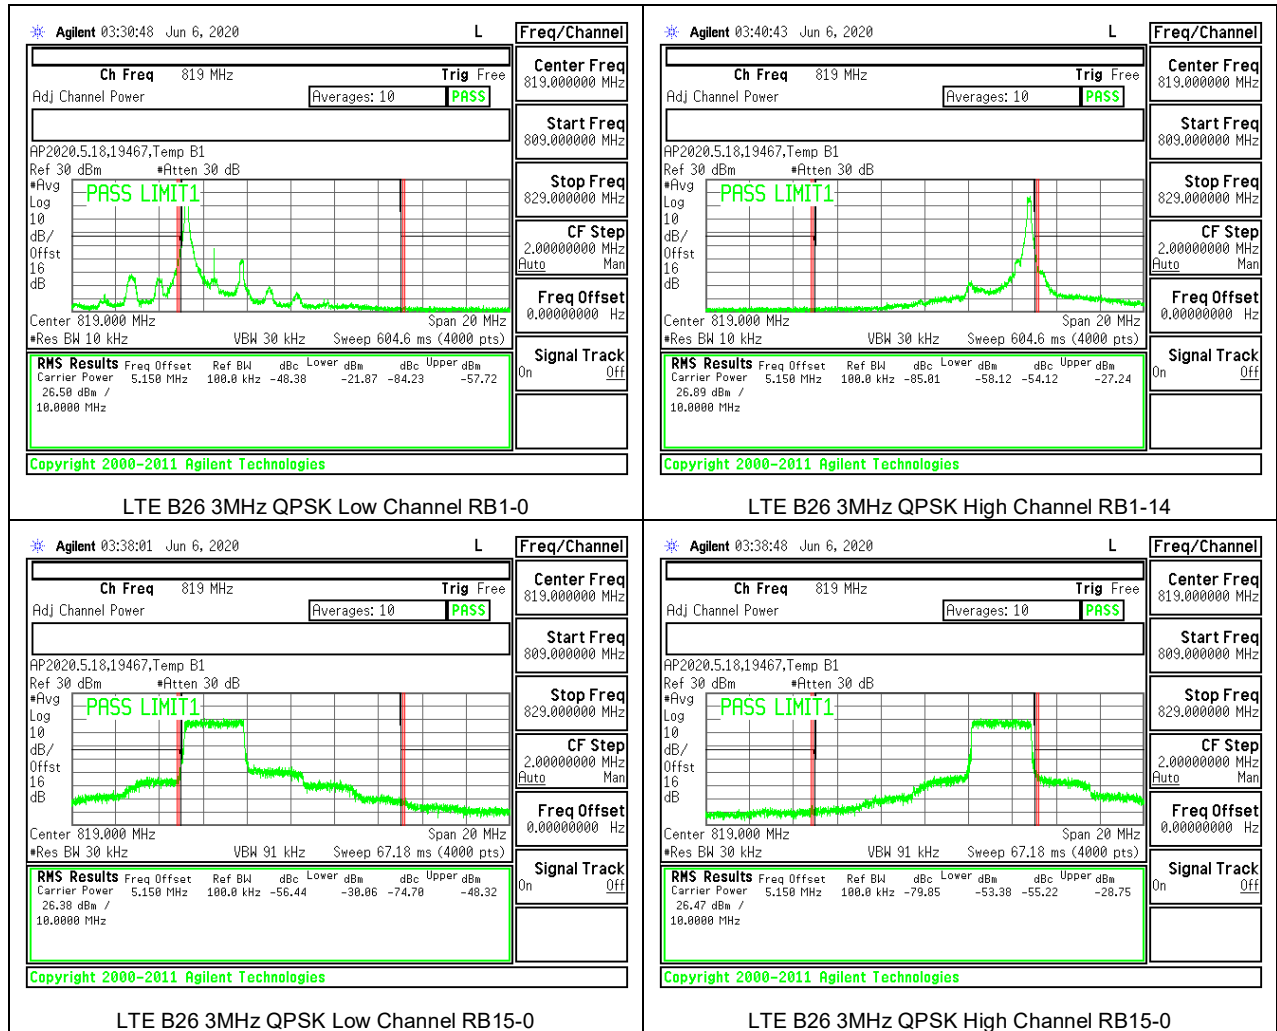 Agilent 03:30:48 Jun 6, 2020 L
Freq/Channel
Ch Freq 819 MHz Trig Free
Adj Channel Power Averages: 10 PASS
AP2020.5.18,19467,Temp B1
Ref 30 dBm #Atten 30 dB
#Avg
Log
10
dB/
Offst
16
dB
PASS LIMIT1
Center 819.000 MHz Span 20 MHz
#Res BW 10 kHz VBW 30 kHz Sweep 604.6 ms (4000 pts)
RMS Results Freq Offset Ref BW dBc Lower dBm dBc Upper dBm
Carrier Power 5.150 MHz 100.0 kHz -48.38 -21.87 -84.23 -57.72
26.50 dBm /
10.0000 MHz
Center Freq
819.000000 MHz
Start Freq
809.000000 MHz
Stop Freq
829.000000 MHz
CF Step
2.00000000 MHz
Auto Man
Freq Offset
0.00000000 Hz
Signal Track
On Off
Copyright 2000-2011 Agilent Technologies
LTE B26 3MHz QPSK Low Channel RB1-0
Agilent 03:40:43 Jun 6, 2020 L
Freq/Channel
Ch Freq 819 MHz Trig Free
Adj Channel Power Averages: 10 PASS
AP2020.5.18,19467,Temp B1
Ref 30 dBm #Atten 30 dB
#Avg
Log
10
dB/
Offst
16
dB
PASS LIMIT1
Center 819.000 MHz Span 20 MHz
#Res BW 10 kHz VBW 30 kHz Sweep 604.6 ms (4000 pts)
RMS Results Freq Offset Ref BW dBc Lower dBm dBc Upper dBm
Carrier Power 5.150 MHz 100.0 kHz -85.01 -58.12 -54.12 -27.24
26.89 dBm /
10.0000 MHz
Center Freq
819.000000 MHz
Start Freq
809.000000 MHz
Stop Freq
829.000000 MHz
CF Step
2.00000000 MHz
Auto Man
Freq Offset
0.00000000 Hz
Signal Track
On Off
Copyright 2000-2011 Agilent Technologies
LTE B26 3MHz QPSK High Channel RB1-14
Agilent 03:38:01 Jun 6, 2020 L
Freq/Channel
Ch Freq 819 MHz Trig Free
Adj Channel Power Averages: 10 PASS
AP2020.5.18,19467,Temp B1
Ref 30 dBm #Atten 30 dB
#Avg
Log
10
dB/
Offst
16
dB
PASS LIMIT1
Center 819.000 MHz Span 20 MHz
#Res BW 30 kHz VBW 91 kHz Sweep 67.18 ms (4000 pts)
RMS Results Freq Offset Ref BW dBc Lower dBm dBc Upper dBm
Carrier Power 5.150 MHz 100.0 kHz -56.44 -30.06 -74.70 -48.32
26.38 dBm /
10.0000 MHz
Center Freq
819.000000 MHz
Start Freq
809.000000 MHz
Stop Freq
829.000000 MHz
CF Step
2.00000000 MHz
Auto Man
Freq Offset
0.00000000 Hz
Signal Track
On Off
Copyright 2000-2011 Agilent Technologies
LTE B26 3MHz QPSK Low Channel RB15-0
Agilent 03:38:48 Jun 6, 2020 L
Freq/Channel
Ch Freq 819 MHz Trig Free
Adj Channel Power Averages: 10 PASS
AP2020.5.18,19467,Temp B1
Ref 30 dBm #Atten 30 dB
#Avg
Log
10
dB/
Offst
16
dB
PASS LIMIT1
Center 819.000 MHz Span 20 MHz
#Res BW 30 kHz VBW 91 kHz Sweep 67.18 ms (4000 pts)
RMS Results Freq Offset Ref BW dBc Lower dBm dBc Upper dBm
Carrier Power 5.150 MHz 100.0 kHz -79.85 -53.38 -55.22 -28.75
26.47 dBm /
10.0000 MHz
Center Freq
819.000000 MHz
Start Freq
809.000000 MHz
Stop Freq
829.000000 MHz
CF Step
2.00000000 MHz
Auto Man
Freq Offset
0.00000000 Hz
Signal Track
On Off
Copyright 2000-2011 Agilent Technologies
LTE B26 3MHz QPSK High Channel RB15-0